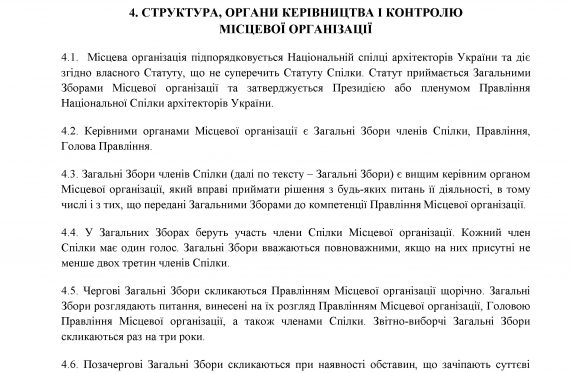 4. СТРУКТУРА, ОРГАНИ КЕРІВНИЦТВА І КОНТРОЛЮ
МІСЦЕВОЇ ОРГАНІЗАЦІЇ
4.1. Місцева організація підпорковується Національній спілці архітекторів України та діє
згідно власного Статуту, що не суперечить Статуту Спілки. Статут приймається Загальними
Зборами Місцевої організації та затверджується Президією або пленумом Правління
Національної Спілки архітекторів України.
4.2. Керівними органами Місцевої організації є Загальні Збори членів Спілки, Правління,
Голова Правління.
4.3. Загальні Збори членів Спілки (далі по тексту – Загальні Збори) є вищим керівним органом
Місцевої організації, який вправі приймати рішення з будь-яких питань її діяльності, в тому
числі і з тих, що передані Загальними Зборами до компетенції Правління Місцевої організації.
4.4. У Загальних Зборах беруть участь члени Спілки Місцевої організації. Кожний член
Спілки має один голос. Загальні Збори вважаються повноважними, якщо на них присутні не
менше двох третин членів Спілки.
4.5. Чергові Загальні Збори скликаються Правлінням Місцевої організації щорічно. Загальні
Збори розглядають питання, винесені на їх розгляд Правлінням Місцевої організації, Головою
Правління Місцевої організації, а також членами Спілки. Звітно-виборчі Загальні Збори
скликаються раз на три роки.
4.6. Позачергові Загальні Збори скликаються при наявності обставин, що зачіпають суттєві